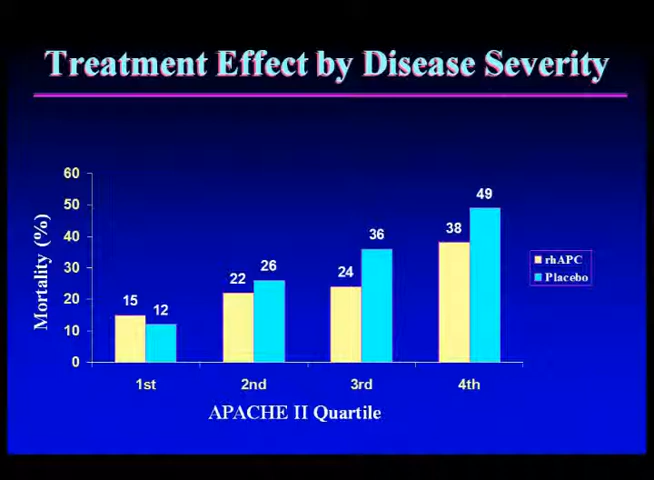 Treatment Effect by Disease Severity
Mortality (%)
60
50
40
30
20
10
0
15
12
22
26
24
36
38
49
1st
2nd
3rd
4th
APACHE II Quartile
rhAPC
Placebo